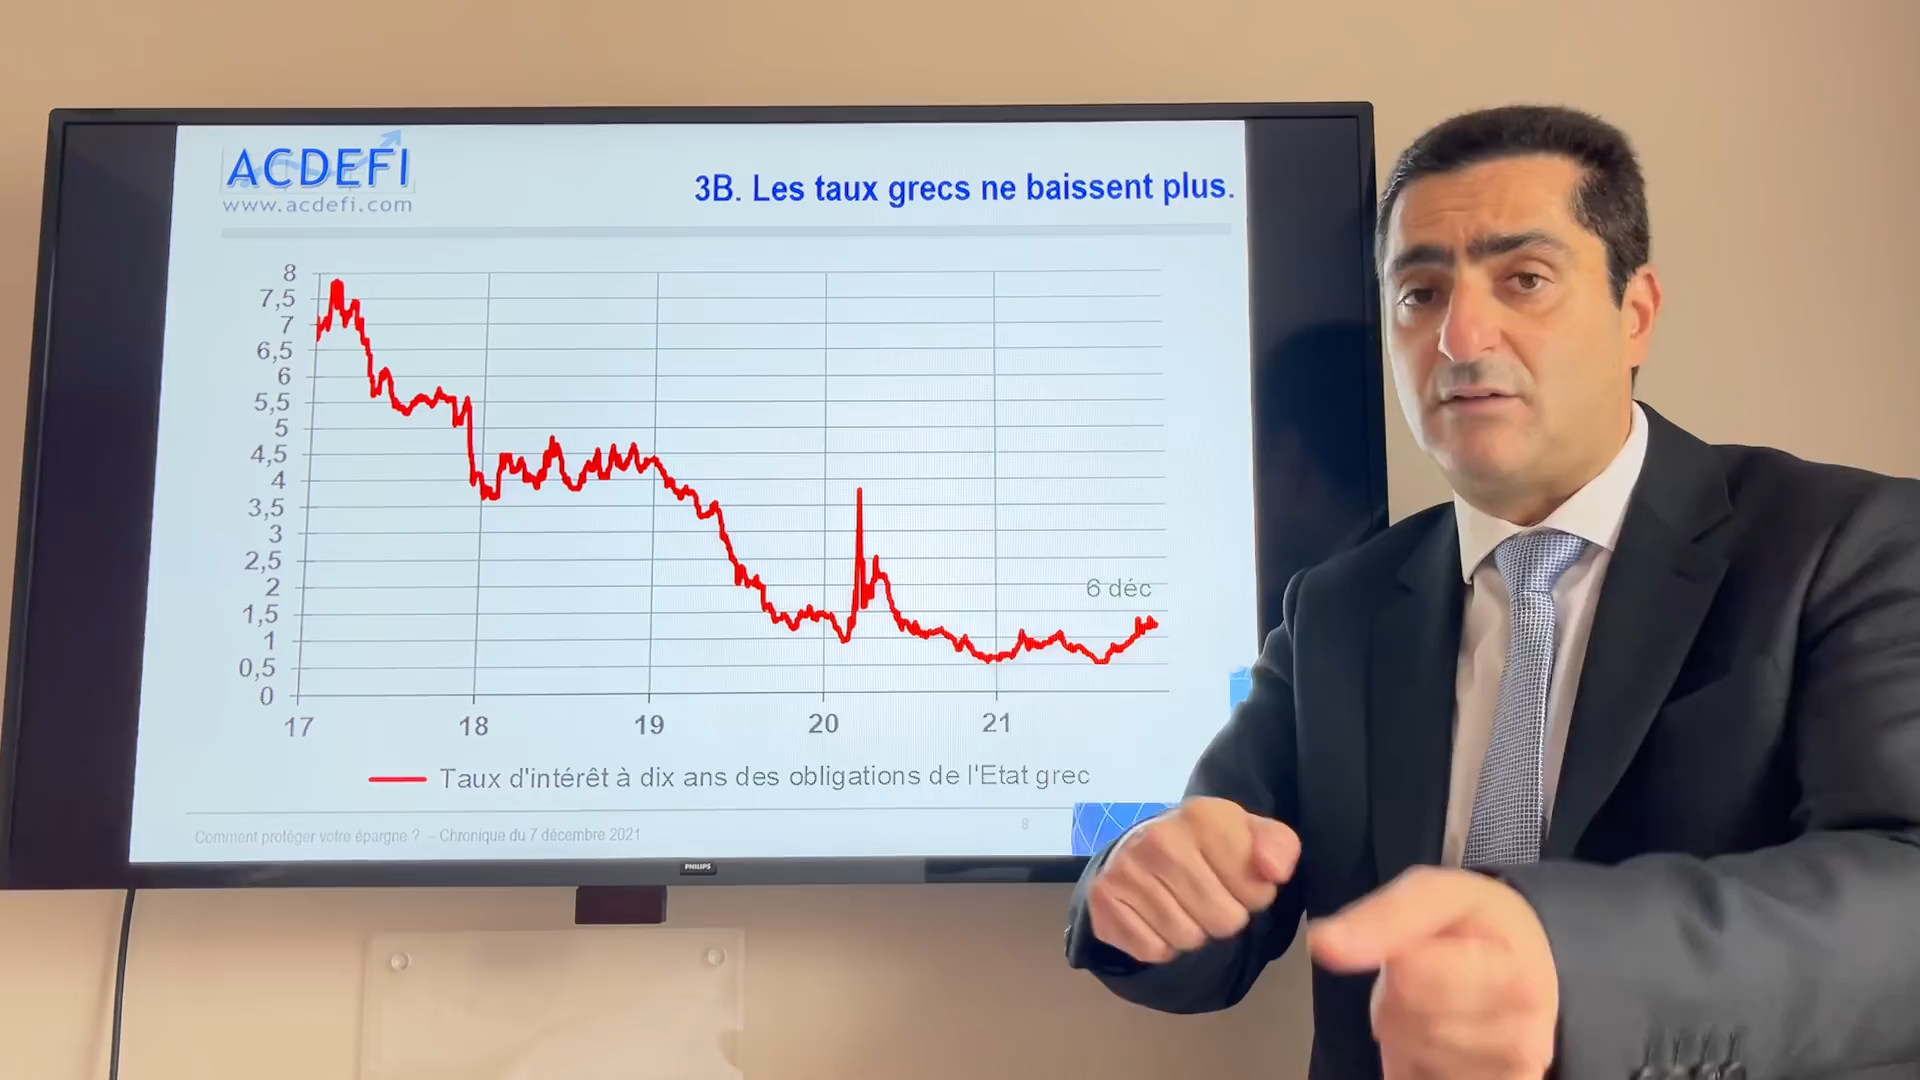 ACDEFI
www.acdefi.com
3B. Les taux grecs ne baissent plus.
8
7,5
7
6,5
6
5,5
5
4,5
4
3,5
3
2,5
2
1,5
1
0,5
0
6 déc
17 18 19 20 21
Taux d'intérêt à dix ans des obligations de l'Etat grec
Comment protéger votre épargne ? – Chronique du 7 décembre 2021
8
PHILIPS